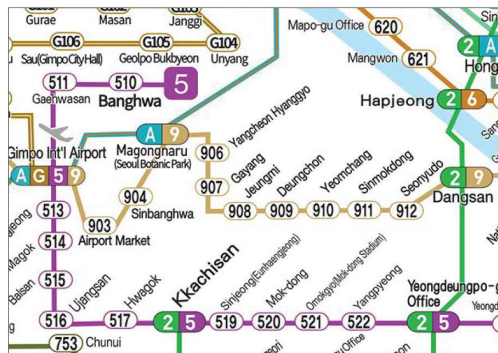 Gurae
Masan
Janggi
G106
G105
G104
Sau(Gimpo City Hall)
Geolpo Bukbyeon
Unyang
511
510
5
Gaehwasan
Banghwa
Mapo-gu Office
620
Mangwon
621
2
A
Hapjeong
2
6
A
9
Magongnaru
(Seoul Botanic Park)
Gimpo Int'l Airport
A
G
5
9
906
Yangcheon Hyanggyo
907
Gayang
904
Sinbanghwa
903
Airport Market
908
Jeungmi
909
Deungchon
910
Yeomchang
911
Sinmokdong
912
Seonyudo
2
9
Dangsan
513
514
Magok
515
Balsan
516
Ujangsan
517
Hwagok
2
5
Kkachisan
519
Sinjeong(Eunhaengjeong)
520
Mok-dong
521
Omokgyo(Mok-dong Stadium)
522
Yangpyeong
2
5
Yeongdeungpo-g
Office
753
Chunui